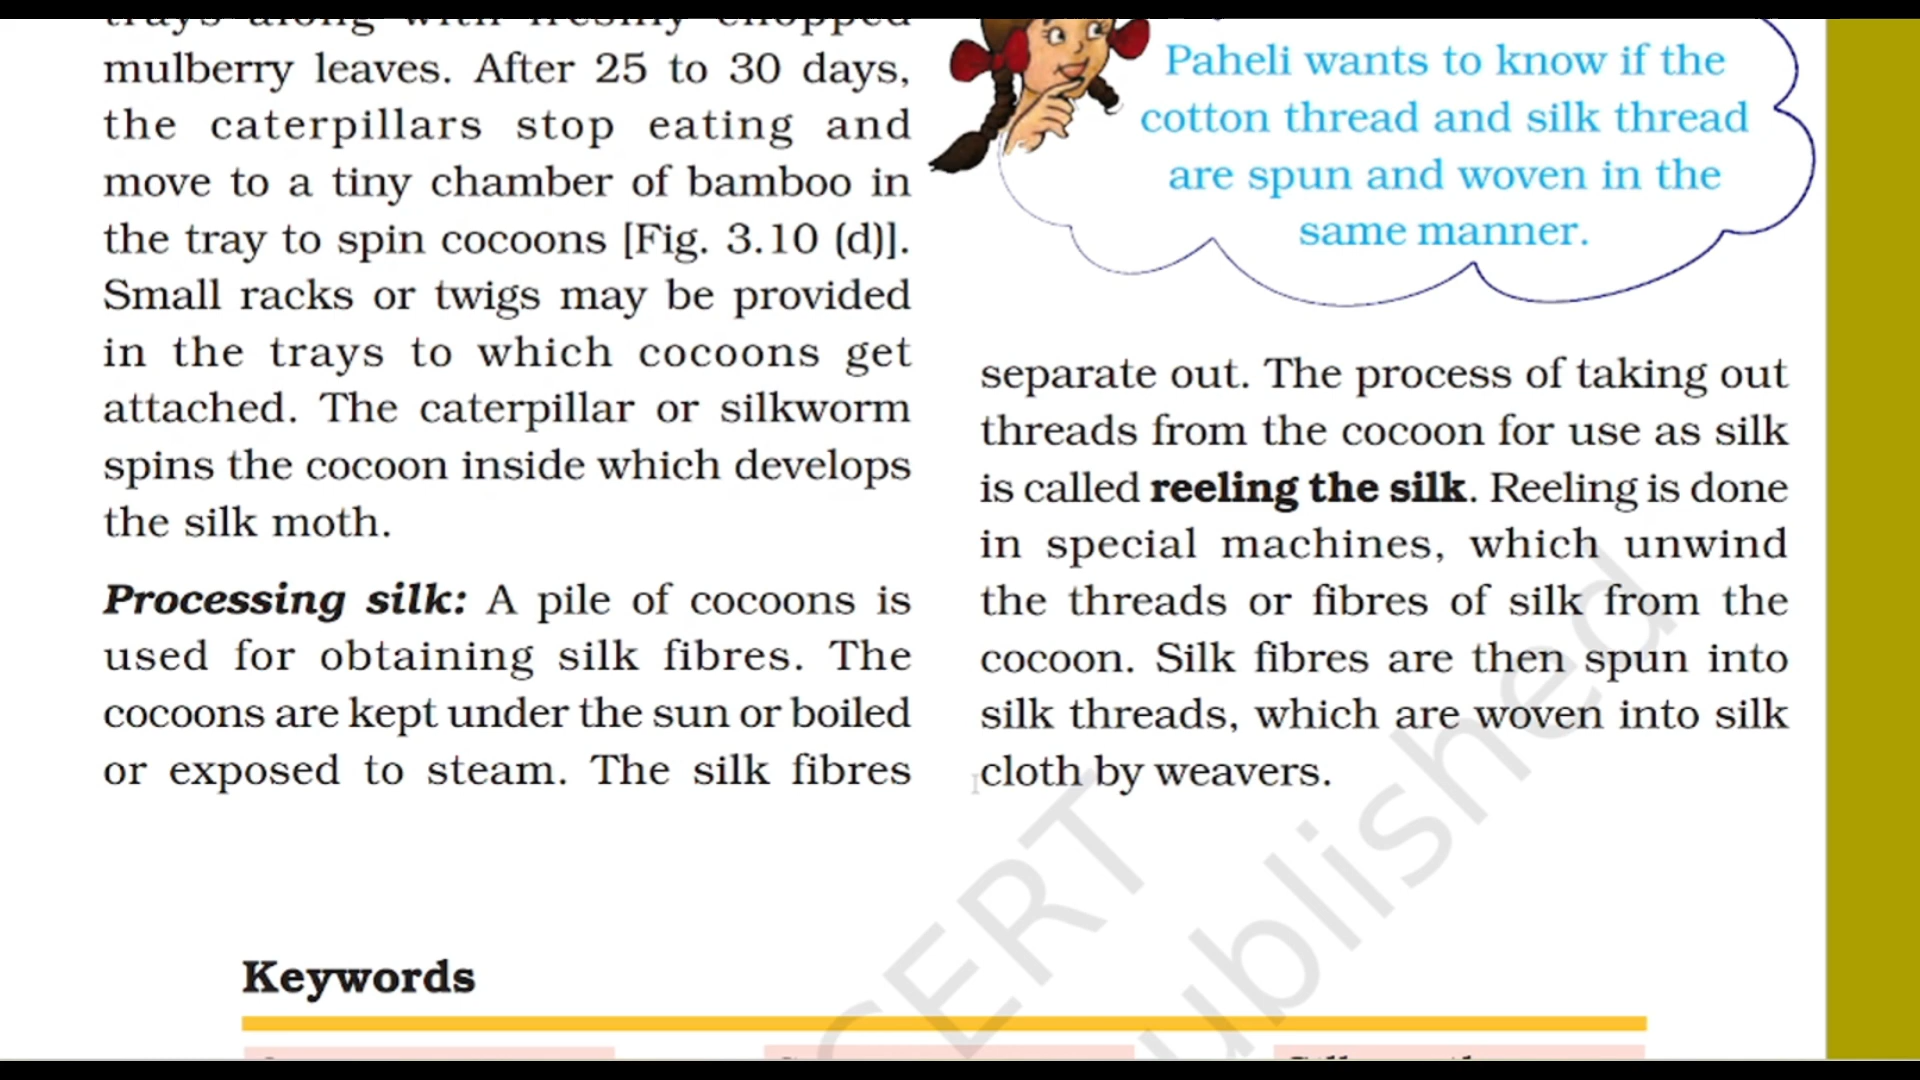 trays along with freshly chopped
mulberry leaves. After 25 to 30 days,
the caterpillars stop eating and
move to a tiny chamber of bamboo in
the tray to spin cocoons [Fig. 3.10 (d)].
Small racks or twigs may be provided
in the trays to which cocoons get
attached. The caterpillar or silkworm
spins the cocoon inside which develops
the silk moth.
Processing silk: A pile of cocoons is
used for obtaining silk fibres. The
cocoons are kept under the sun or boiled
or exposed to steam. The silk fibres
Paheli wants to know if the
cotton thread and silk thread
are spun and woven in the
same manner.
separate out. The process of taking out
threads from the cocoon for use as silk
is called reeling the silk. Reeling is done
in special machines, which unwind
the threads or fibres of silk from the
cocoon. Silk fibres are then spun into
silk threads, which are woven into silk
cloth by weavers.
Keywords